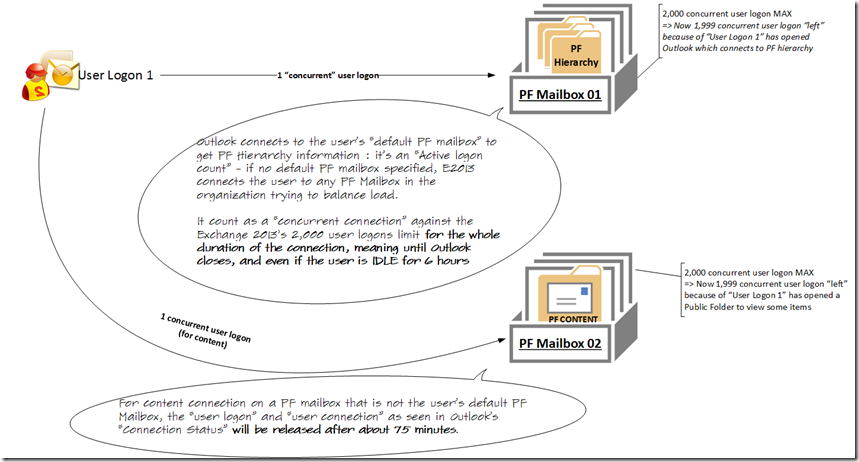 2,000 concurrent user logon MAX
=> Now 1,999 concurrent user logon “left”
because of “User Logon 1” has opened
Outlook which connects to PF hierarchy
User Logon 1
1 “concurrent” user logon
PF
Hierarchy
PF Mailbox 01
Outlook connects to the user's "default PF mailbox" to
get PF Hierarchy information : it's an "Active logon
count" - if no default PF mailbox specified, E2013
connects the user to any PF Mailbox in the
organization trying to balance load.
It count as a "concurrent connection" against the
Exchange 2013's 2,000 user logons limit for the whole
duration of the connection, meaning until Outlook
closes, and even if the user is IDLE for 6 hours
2,000 concurrent user logon MAX
=> Now 1,999 concurrent user logon “left”
because of “User Logon 1” has opened a
Public Folder to view some items
PF CONTENT
PF Mailbox 02
1 concurrent user logon
(for content)
For content connection on a PF mailbox that is not the user's default PF
Mailbox, the "user logon" and "user connection" as seen in Outlook's
"Connection Status" will be released after about 75 minutes.